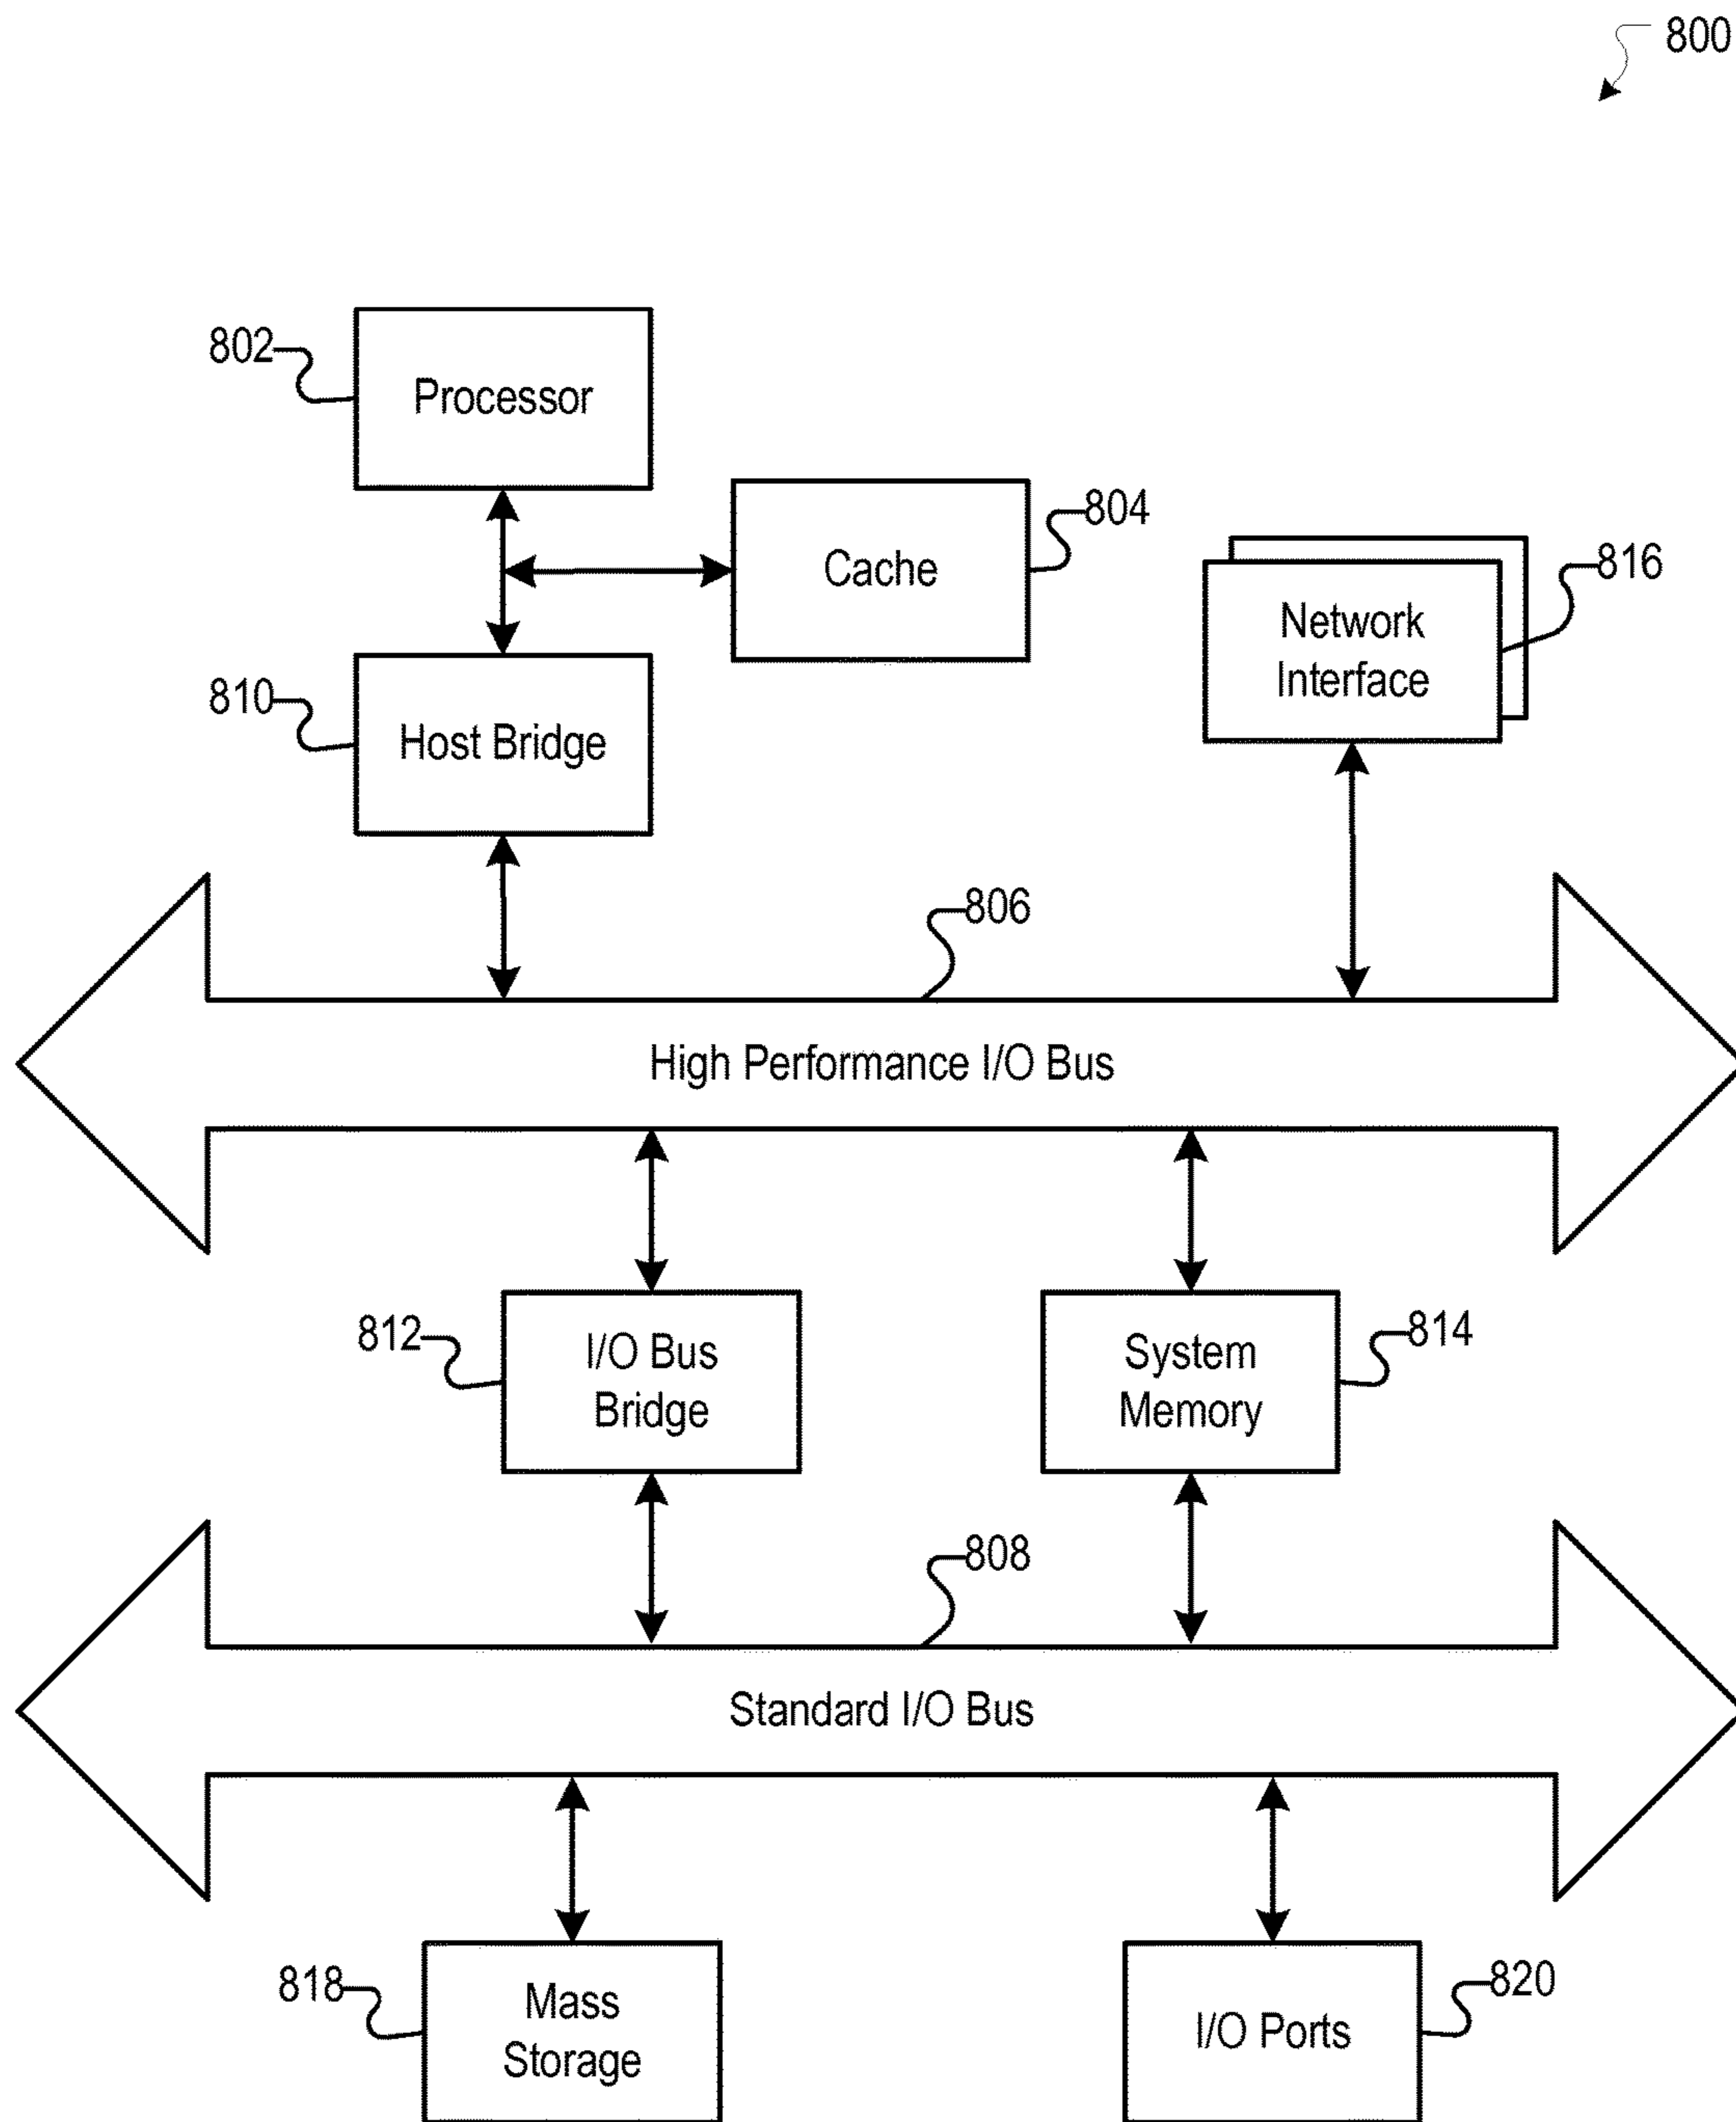 800
802
Processor
804
Cache
816
Network
Interface
810
Host Bridge
806
High Performance I/O Bus
812
I/O Bus
Bridge
814
System
Memory
808
Standard I/O Bus
818
Mass
Storage
820
I/O Ports